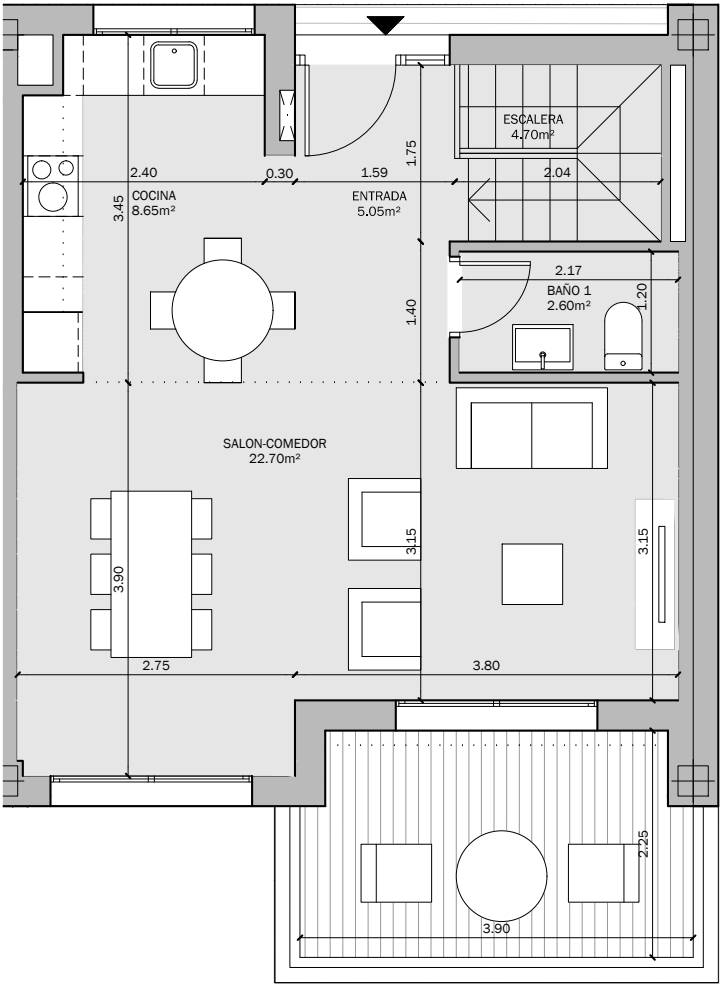 ESCALERA
4.70m²
1.75
2.40
0.30
1.59
2.04
COCINA
8.65m²
ENTRADA
5.05m²
3.45
2.17
BAÑO 1
2.60m²
1.20
1.40
SALON-COMEDOR
22.70m²
3.15
3.15
3.90
2.75
3.80
2.25
3.90